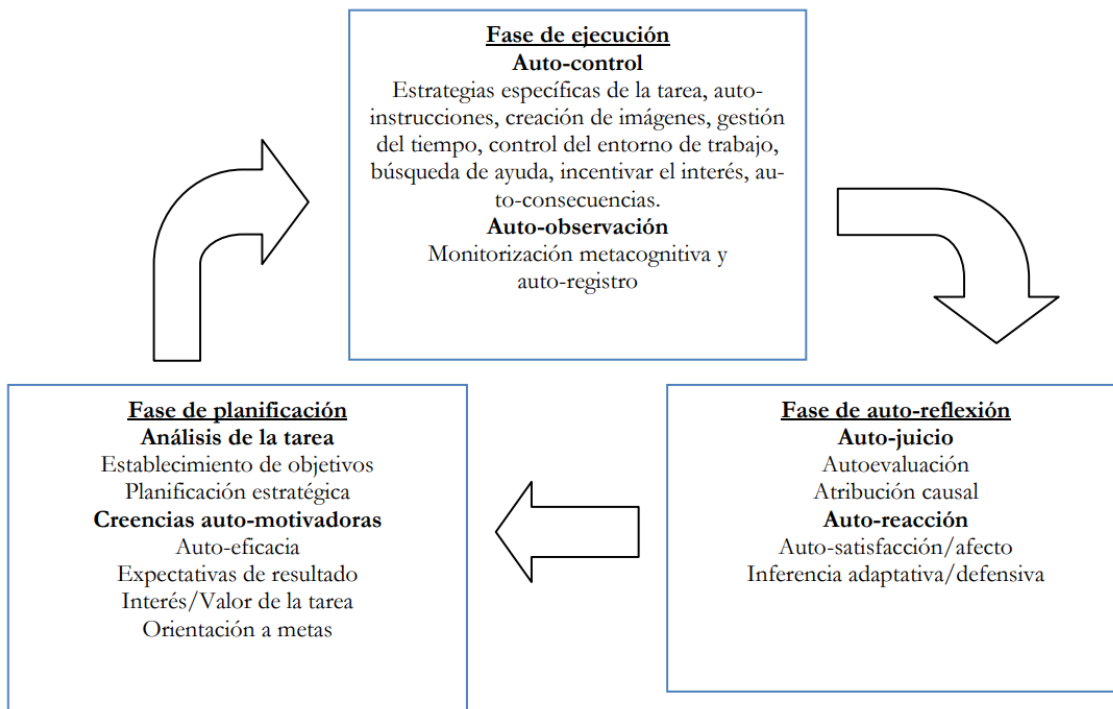 Fase de ejecución
Auto-control
Estrategias específicas de la tarea, auto-
instrucciones, creación de imágenes, gestión
del tiempo, control del entorno de trabajo,
búsqueda de ayuda, incentivar el interés, au-
to-consecuencias.
Auto-observación
Monitorización metacognitiva y
auto-registro
Fase de planificación
Análisis de la tarea
Establecimiento de objetivos
Planificación estratégica
Creencias auto-motivadoras
Auto-eficacia
Expectativas de resultado
Interés/Valor de la tarea
Orientación a metas
Fase de auto-reflexión
Auto-juicio
Autoevaluación
Atribución causal
Auto-reacción
Auto-satisfacción/afecto
Inferencia adaptativa/defensiva